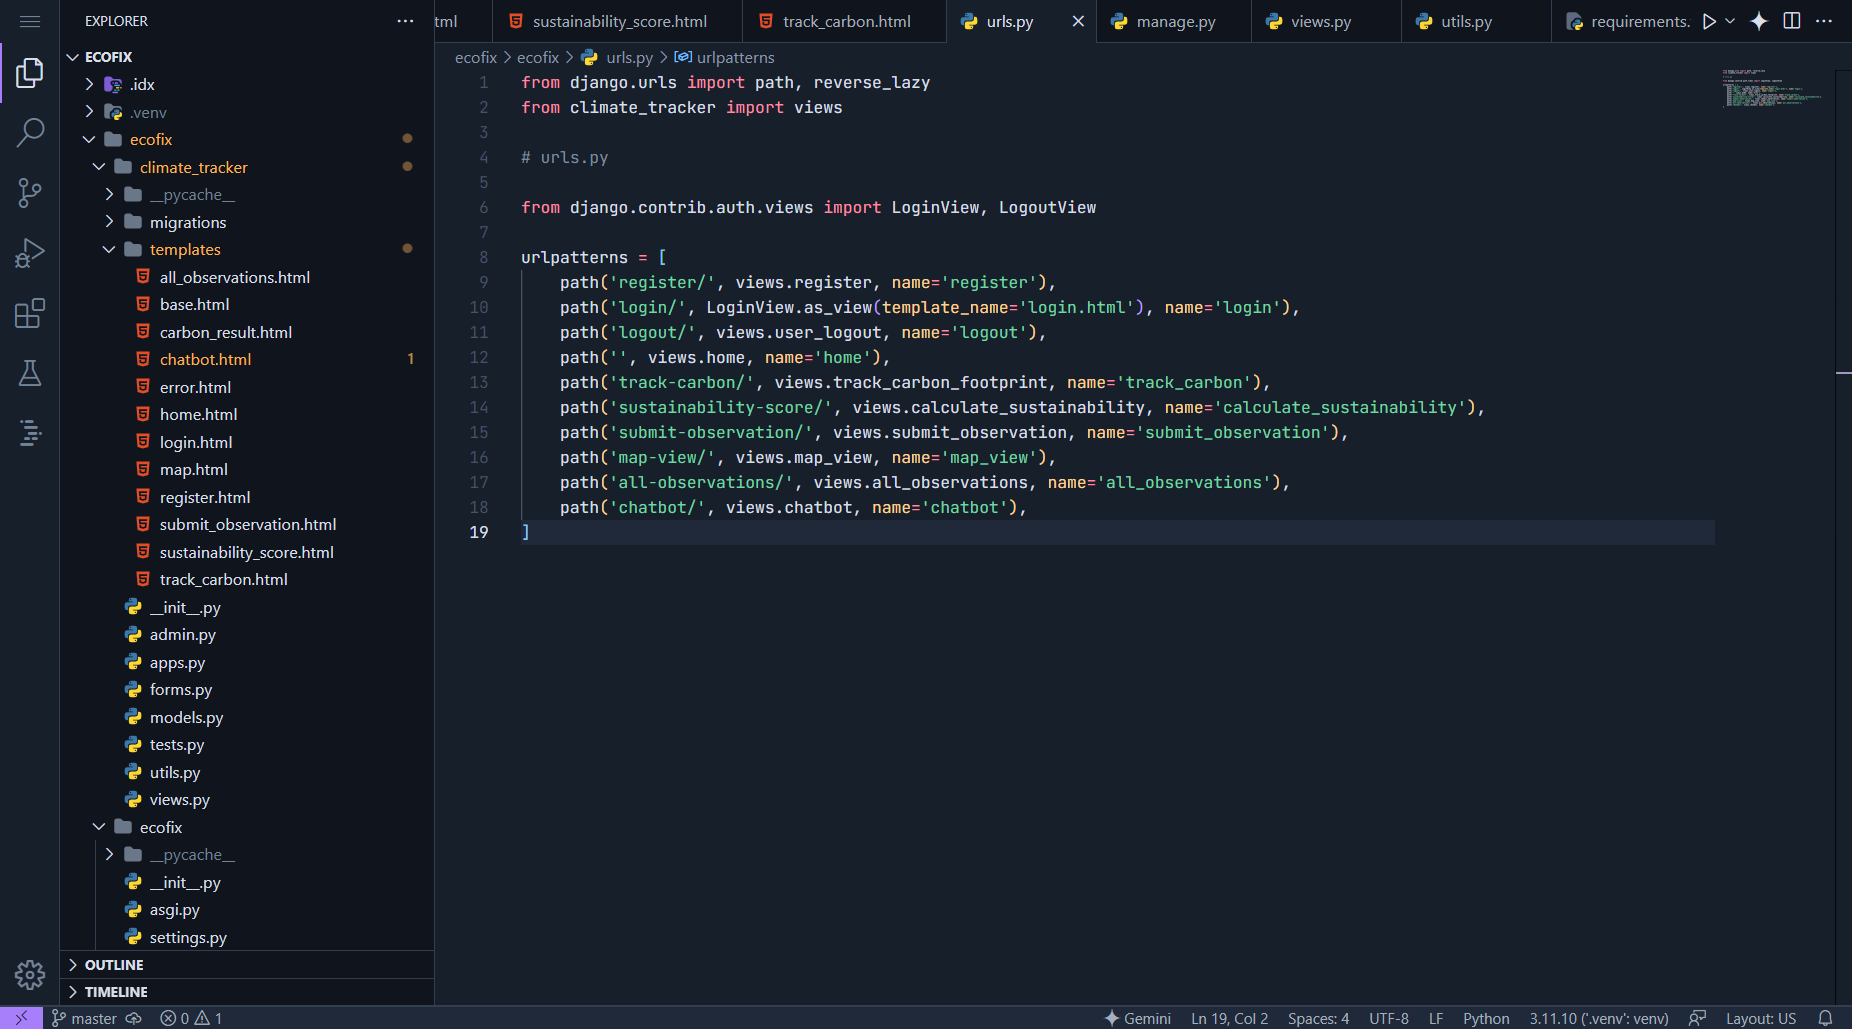 EXPLORER
ECOFIX
.idx
.venv
ecofix
climate_tracker
__pycache__
migrations
templates
all_observations.html
base.html
carbon_result.html
chatbot.html 1
error.html
home.html
login.html
map.html
register.html
submit_observation.html
sustainability_score.html
track_carbon.html
__init__.py
admin.py
apps.py
forms.py
models.py
tests.py
utils.py
views.py
ecofix
__pycache__
__init__.py
asgi.py
settings.py
OUTLINE
TIMELINE
tml sustainability_score.html track_carbon.html urls.py manage.py views.py utils.py requirements.
ecofix > ecofix > urls.py > urlpatterns
1 from django.urls import path, reverse_lazy
2 from climate_tracker import views
3
4 # urls.py
5
6 from django.contrib.auth.views import LoginView, LogoutView
7
8 urlpatterns = [
9 path('register/', views.register, name='register'),
10 path('login/', LoginView.as_view(template_name='login.html'), name='login'),
11 path('logout/', views.user_logout, name='logout'),
12 path('', views.home, name='home'),
13 path('track-carbon/', views.track_carbon_footprint, name='track_carbon'),
14 path('sustainability-score/', views.calculate_sustainability, name='calculate_sustainability'),
15 path('submit-observation/', views.submit_observation, name='submit_observation'),
16 path('map-view/', views.map_view, name='map_view'),
17 path('all-observations/', views.all_observations, name='all_observations'),
18 path('chatbot/', views.chatbot, name='chatbot'),
19 ]
master 0 1 Gemini Ln 19, Col 2 Spaces: 4 UTF-8 LF Python 3.11.10 ('.venv': venv) Layout: US